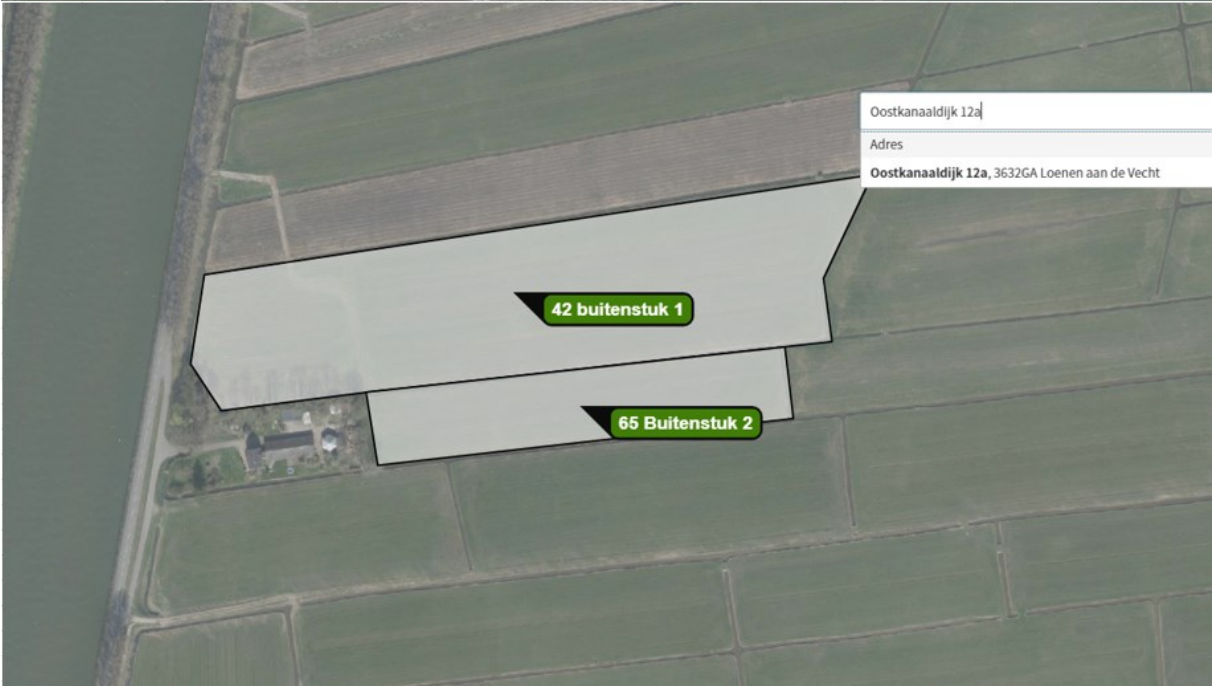 Oostkanaaldijk 12a
Adres
Oostkanaaldijk 12a, 3632GA Loenen aan de Vecht
42 buitenstuk 1
65 Buitenstuk 2